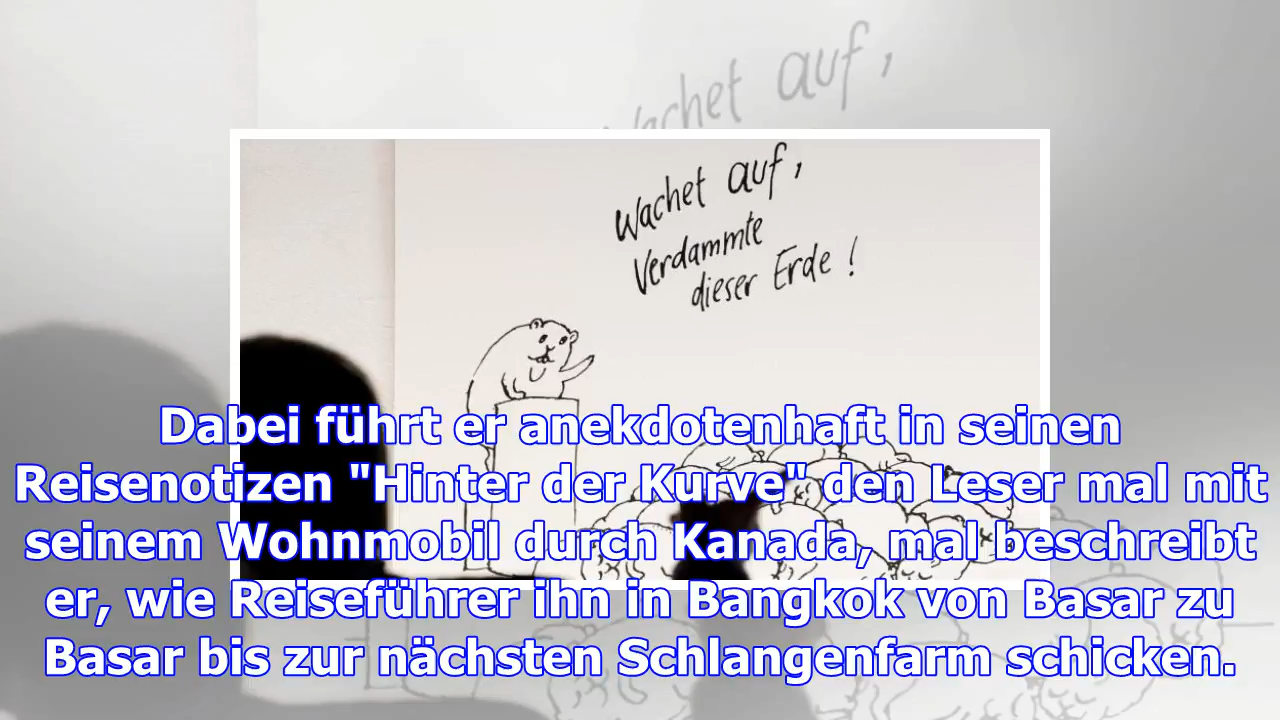 Wachet auf,
Wachet auf,
Verdammte
dieser Erde !
Dabei führt er anekdotenhaft in seinen
Reisenotizen "Hinter der Kurve" den Leser mal mit
seinem Wohnmobil durch Kanada, mal beschreibt
er, wie Reiseführer ihn in Bangkok von Basar zu
Basar bis zur nächsten Schlangenfarm schicken.